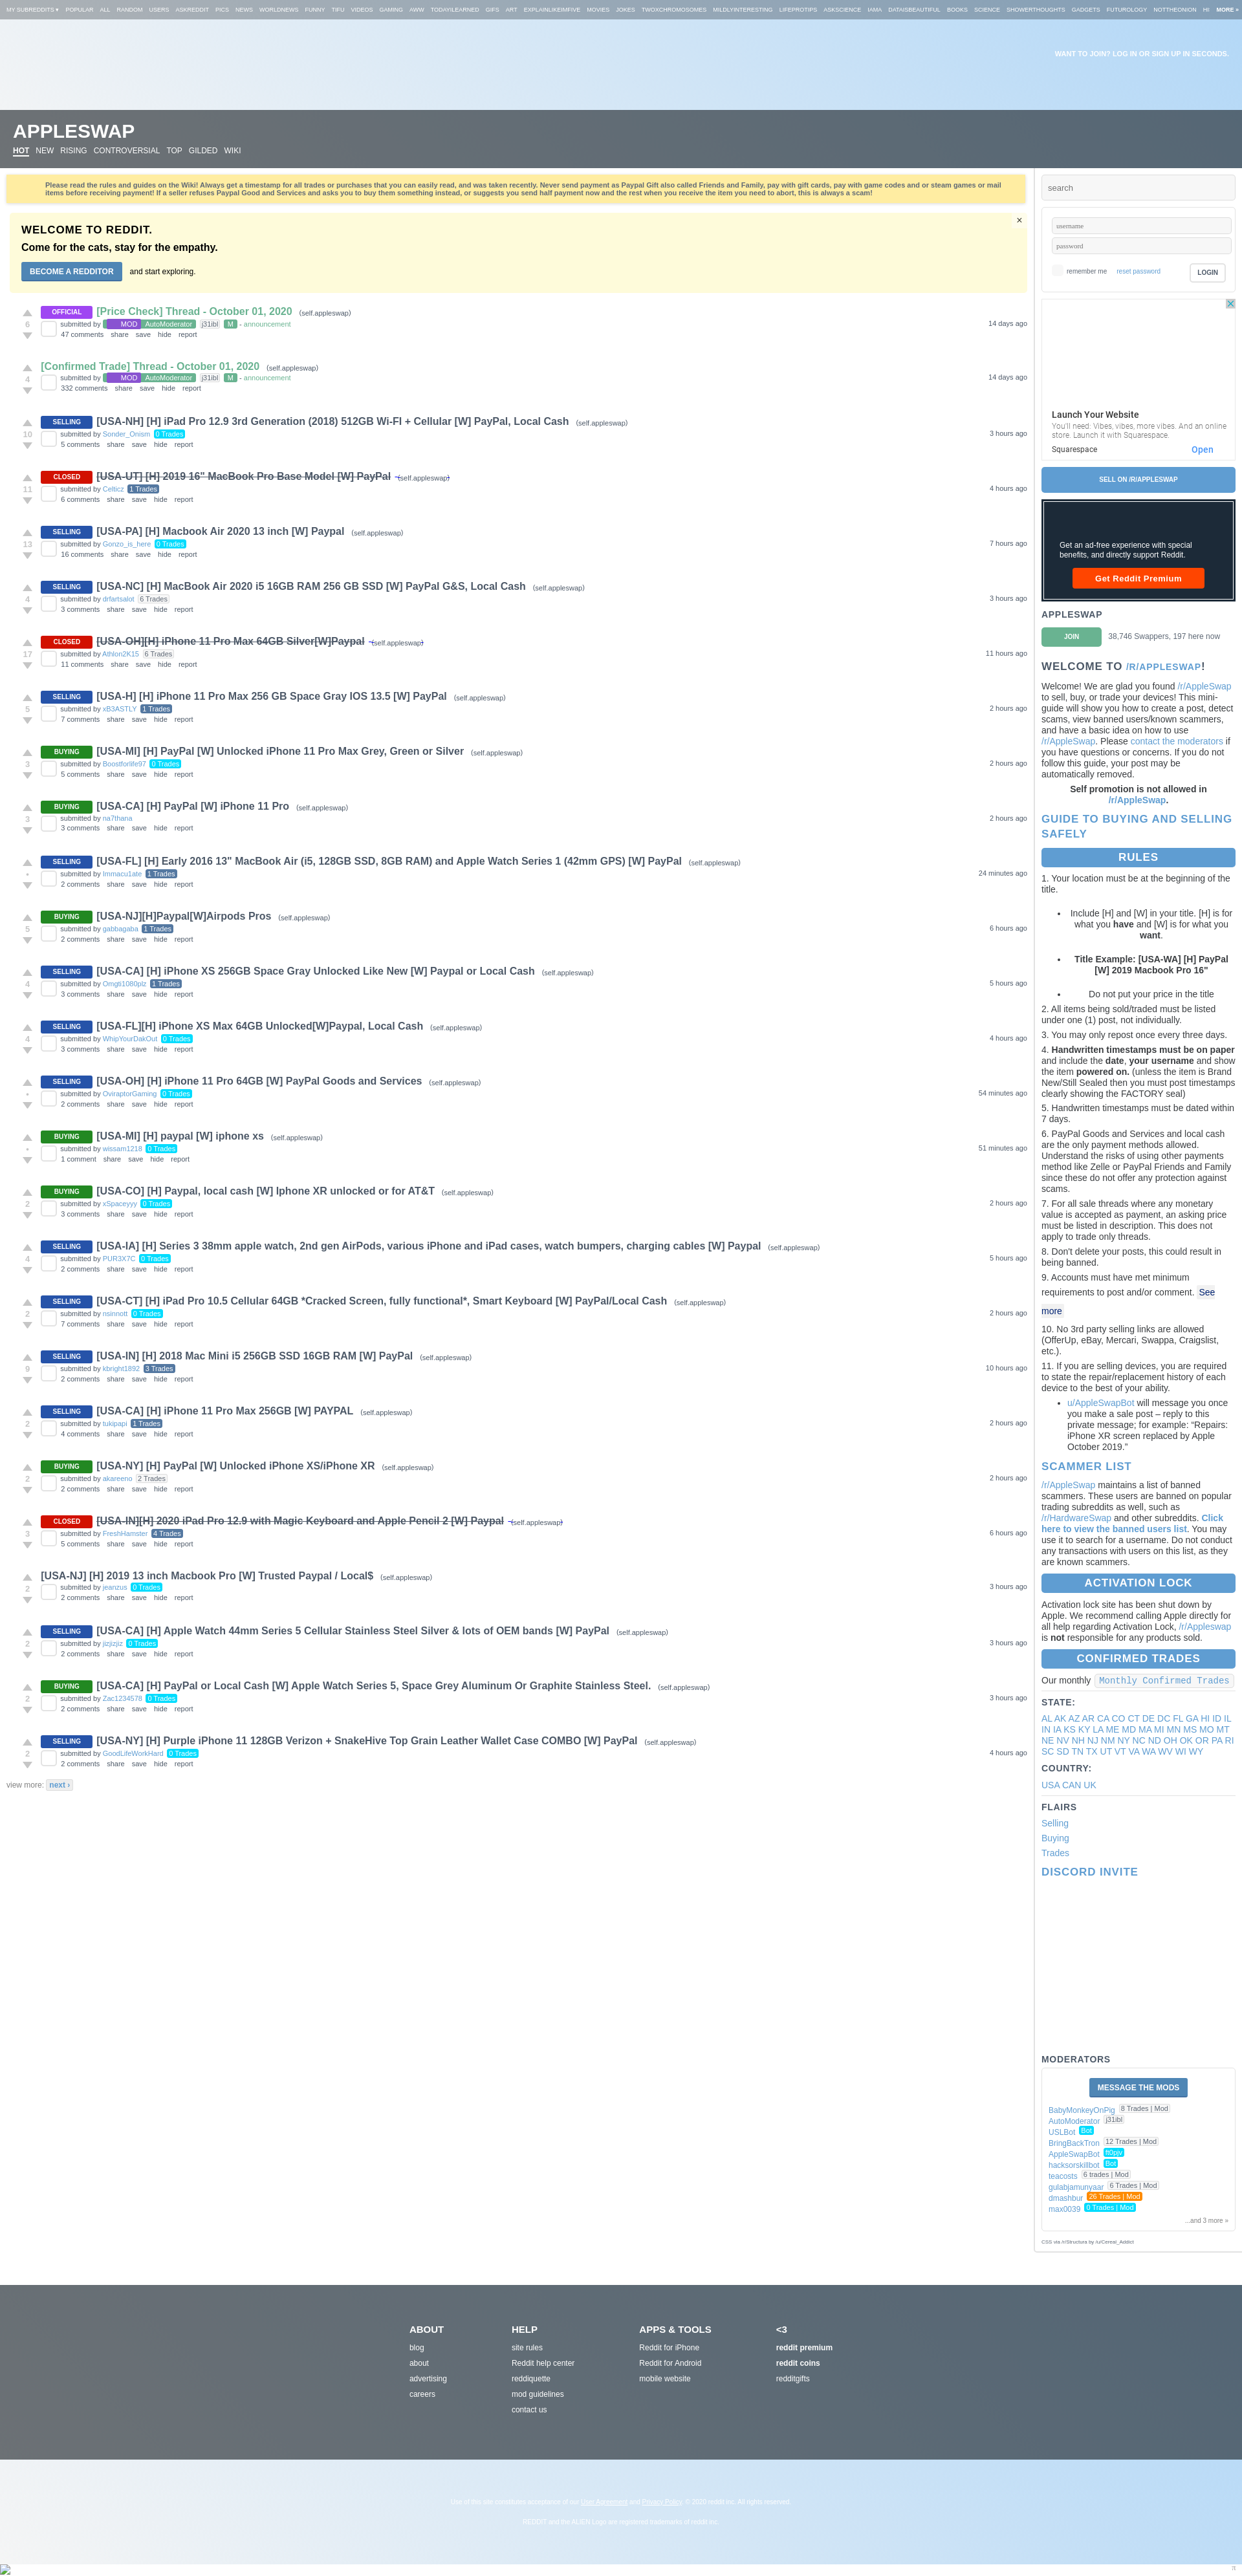 MY SUBREDDITS ▾ POPULAR ALL RANDOM USERS ASKREDDIT PICS NEWS WORLDNEWS FUNNY TIFU VIDEOS GAMING AWW TODAYILEARNED GIFS ART EXPLAINLIKEIMFIVE MOVIES JOKES TWOXCHROMOSOMES MILDLYINTERESTING LIFEPROTIPS ASKSCIENCE IAMA DATAISBEAUTIFUL BOOKS SCIENCE SHOWERTHOUGHTS GADGETS FUTUROLOGY NOTTHEONION HI MORE »
WANT TO JOIN? LOG IN OR SIGN UP IN SECONDS.
APPLESWAP
HOT NEW RISING CONTROVERSIAL TOP GILDED WIKI
Please read the rules and guides on the Wiki! Always get a timestamp for all trades or purchases that you can easily read, and was taken recently. Never send payment as Paypal Gift also called Friends and Family, pay with gift cards, pay with game codes and or steam games or mail
items before receiving payment! If a seller refuses Paypal Good and Services and asks you to buy them something instead, or suggests you send half payment now and the rest when you receive the item you need to abort, this is always a scam!
WELCOME TO REDDIT. ×
Come for the cats, stay for the empathy.
BECOME A REDDITOR and start exploring.
OFFICIAL [Price Check] Thread - October 01, 2020 (self.appleswap)
6 submitted by MOD AutoModerator j31ibl M - announcement 14 days ago
47 comments share save hide report
[Confirmed Trade] Thread - October 01, 2020 (self.appleswap)
4 submitted by MOD AutoModerator j31ibl M - announcement 14 days ago
332 comments share save hide report
SELLING [USA-NH] [H] iPad Pro 12.9 3rd Generation (2018) 512GB Wi-FI + Cellular [W] PayPal, Local Cash (self.appleswap)
10 submitted by Sonder_Onism 0 Trades 3 hours ago
5 comments share save hide report
CLOSED [USA-UT] [H] 2019 16" MacBook Pro Base Model [W] PayPal (self.appleswap)
11 submitted by Celticz 1 Trades 4 hours ago
6 comments share save hide report
SELLING [USA-PA] [H] Macbook Air 2020 13 inch [W] Paypal (self.appleswap)
13 submitted by Gonzo_is_here 0 Trades 7 hours ago
16 comments share save hide report
SELLING [USA-NC] [H] MacBook Air 2020 i5 16GB RAM 256 GB SSD [W] PayPal G&S, Local Cash (self.appleswap)
4 submitted by drfartsalot 6 Trades 3 hours ago
3 comments share save hide report
CLOSED [USA-OH][H] iPhone 11 Pro Max 64GB Silver[W]Paypal (self.appleswap)
17 submitted by Athlon2K15 6 Trades 11 hours ago
11 comments share save hide report
SELLING [USA-H] [H] iPhone 11 Pro Max 256 GB Space Gray IOS 13.5 [W] PayPal (self.appleswap)
5 submitted by xB3ASTLY 1 Trades 2 hours ago
7 comments share save hide report
BUYING [USA-MI] [H] PayPal [W] Unlocked iPhone 11 Pro Max Grey, Green or Silver (self.appleswap)
3 submitted by Boostforlife97 0 Trades 2 hours ago
5 comments share save hide report
BUYING [USA-CA] [H] PayPal [W] iPhone 11 Pro (self.appleswap)
3 submitted by na7thana 2 hours ago
3 comments share save hide report
SELLING [USA-FL] [H] Early 2016 13" MacBook Air (i5, 128GB SSD, 8GB RAM) and Apple Watch Series 1 (42mm GPS) [W] PayPal (self.appleswap)
• submitted by Immacu1ate 1 Trades 24 minutes ago
2 comments share save hide report
BUYING [USA-NJ][H]Paypal[W]Airpods Pros (self.appleswap)
5 submitted by gabbagaba 1 Trades 6 hours ago
2 comments share save hide report
SELLING [USA-CA] [H] iPhone XS 256GB Space Gray Unlocked Like New [W] Paypal or Local Cash (self.appleswap)
4 submitted by Omgti1080plz 1 Trades 5 hours ago
3 comments share save hide report
SELLING [USA-FL][H] iPhone XS Max 64GB Unlocked[W]Paypal, Local Cash (self.appleswap)
4 submitted by WhipYourDakOut 0 Trades 4 hours ago
3 comments share save hide report
SELLING [USA-OH] [H] iPhone 11 Pro 64GB [W] PayPal Goods and Services (self.appleswap)
• submitted by OviraptorGaming 0 Trades 54 minutes ago
2 comments share save hide report
BUYING [USA-MI] [H] paypal [W] iphone xs (self.appleswap)
• submitted by wissam1218 0 Trades 51 minutes ago
1 comment share save hide report
BUYING [USA-CO] [H] Paypal, local cash [W] Iphone XR unlocked or for AT&T (self.appleswap)
2 submitted by xSpaceyyy 0 Trades 2 hours ago
3 comments share save hide report
SELLING [USA-IA] [H] Series 3 38mm apple watch, 2nd gen AirPods, various iPhone and iPad cases, watch bumpers, charging cables [W] Paypal (self.appleswap)
4 submitted by PUR3X7C 0 Trades 5 hours ago
2 comments share save hide report
SELLING [USA-CT] [H] iPad Pro 10.5 Cellular 64GB *Cracked Screen, fully functional*, Smart Keyboard [W] PayPal/Local Cash (self.appleswap)
2 submitted by nsinnott 0 Trades 2 hours ago
7 comments share save hide report
SELLING [USA-IN] [H] 2018 Mac Mini i5 256GB SSD 16GB RAM [W] PayPal (self.appleswap)
9 submitted by kbright1892 3 Trades 10 hours ago
2 comments share save hide report
SELLING [USA-CA] [H] iPhone 11 Pro Max 256GB [W] PAYPAL (self.appleswap)
2 submitted by tukipapi 1 Trades 2 hours ago
4 comments share save hide report
BUYING [USA-NY] [H] PayPal [W] Unlocked iPhone XS/iPhone XR (self.appleswap)
2 submitted by akareeno 2 Trades 2 hours ago
2 comments share save hide report
CLOSED [USA-IN][H] 2020 iPad Pro 12.9 with Magic Keyboard and Apple Pencil 2 [W] Paypal (self.appleswap)
3 submitted by FreshHamster 4 Trades 6 hours ago
5 comments share save hide report
[USA-NJ] [H] 2019 13 inch Macbook Pro [W] Trusted Paypal / Local$ (self.appleswap)
2 submitted by jeanzus 0 Trades 3 hours ago
2 comments share save hide report
SELLING [USA-CA] [H] Apple Watch 44mm Series 5 Cellular Stainless Steel Silver & lots of OEM bands [W] PayPal (self.appleswap)
2 submitted by jizjizjiz 0 Trades 3 hours ago
2 comments share save hide report
BUYING [USA-CA] [H] PayPal or Local Cash [W] Apple Watch Series 5, Space Grey Aluminum Or Graphite Stainless Steel. (self.appleswap)
2 submitted by Zac1234578 0 Trades 3 hours ago
2 comments share save hide report
SELLING [USA-NY] [H] Purple iPhone 11 128GB Verizon + SnakeHive Top Grain Leather Wallet Case COMBO [W] PayPal (self.appleswap)
2 submitted by GoodLifeWorkHard 0 Trades 4 hours ago
2 comments share save hide report
view more: next ›
search
username
password
remember me reset password LOGIN
Launch Your Website
You'll need: Vibes, vibes, more vibes. And an online
store. Launch it with Squarespace.
Squarespace Open
SELL ON /R/APPLESWAP
Get an ad-free experience with special
benefits, and directly support Reddit.
Get Reddit Premium
APPLESWAP
JOIN 38,746 Swappers, 197 here now
WELCOME TO /R/APPLESWAP!
Welcome! We are glad you found /r/AppleSwap
to sell, buy, or trade your devices! This mini-
guide will show you how to create a post, detect
scams, view banned users/known scammers,
and have a basic idea on how to use
/r/AppleSwap. Please contact the moderators if
you have questions or concerns. If you do not
follow this guide, your post may be
automatically removed.
Self promotion is not allowed in
/r/AppleSwap.
GUIDE TO BUYING AND SELLING
SAFELY
RULES
1. Your location must be at the beginning of the
title.
• Include [H] and [W] in your title. [H] is for
what you have and [W] is for what you
want.
• Title Example: [USA-WA] [H] PayPal
[W] 2019 Macbook Pro 16"
• Do not put your price in the title
2. All items being sold/traded must be listed
under one (1) post, not individually.
3. You may only repost once every three days.
4. Handwritten timestamps must be on paper
and include the date, your username and show
the item powered on. (unless the item is Brand
New/Still Sealed then you must post timestamps
clearly showing the FACTORY seal)
5. Handwritten timestamps must be dated within
7 days.
6. PayPal Goods and Services and local cash
are the only payment methods allowed.
Understand the risks of using other payments
method like Zelle or PayPal Friends and Family
since these do not offer any protection against
scams.
7. For all sale threads where any monetary
value is accepted as payment, an asking price
must be listed in description. This does not
apply to trade only threads.
8. Don't delete your posts, this could result in
being banned.
9. Accounts must have met minimum
requirements to post and/or comment. See
more
10. No 3rd party selling links are allowed
(OfferUp, eBay, Mercari, Swappa, Craigslist,
etc.).
11. If you are selling devices, you are required
to state the repair/replacement history of each
device to the best of your ability.
• u/AppleSwapBot will message you once
you make a sale post – reply to this
private message; for example: “Repairs:
iPhone XR screen replaced by Apple
October 2019.”
SCAMMER LIST
/r/AppleSwap maintains a list of banned
scammers. These users are banned on popular
trading subreddits as well, such as
/r/HardwareSwap and other subreddits. Click
here to view the banned users list. You may
use it to search for a username. Do not conduct
any transactions with users on this list, as they
are known scammers.
ACTIVATION LOCK
Activation lock site has been shut down by
Apple. We recommend calling Apple directly for
all help regarding Activation Lock, /r/Appleswap
is not responsible for any products sold.
CONFIRMED TRADES
Our monthly Monthly Confirmed Trades
STATE:
AL AK AZ AR CA CO CT DE DC FL GA HI ID IL
IN IA KS KY LA ME MD MA MI MN MS MO MT
NE NV NH NJ NM NY NC ND OH OK OR PA RI
SC SD TN TX UT VT VA WA WV WI WY
COUNTRY:
USA CAN UK
FLAIRS
Selling
Buying
Trades
DISCORD INVITE
MODERATORS
MESSAGE THE MODS
BabyMonkeyOnPig 8 Trades | Mod
AutoModerator j31ibl
USLBot Bot
BringBackTron 12 Trades | Mod
AppleSwapBot ft0pjv
hacksorskillbot Bot
teacosts 6 trades | Mod
gulabjamunyaar 6 Trades | Mod
dmashbur 26 Trades | Mod
max0039 0 Trades | Mod
...and 3 more »
CSS via /r/Structura by /u/Cereal_Addict
ABOUT
blog
about
advertising
careers
HELP
site rules
Reddit help center
reddiquette
mod guidelines
contact us
APPS & TOOLS
Reddit for iPhone
Reddit for Android
mobile website
<3
reddit premium
reddit coins
redditgifts
Use of this site constitutes acceptance of our User Agreement and Privacy Policy. © 2020 reddit inc. All rights reserved.
REDDIT and the ALIEN Logo are registered trademarks of reddit inc.
π